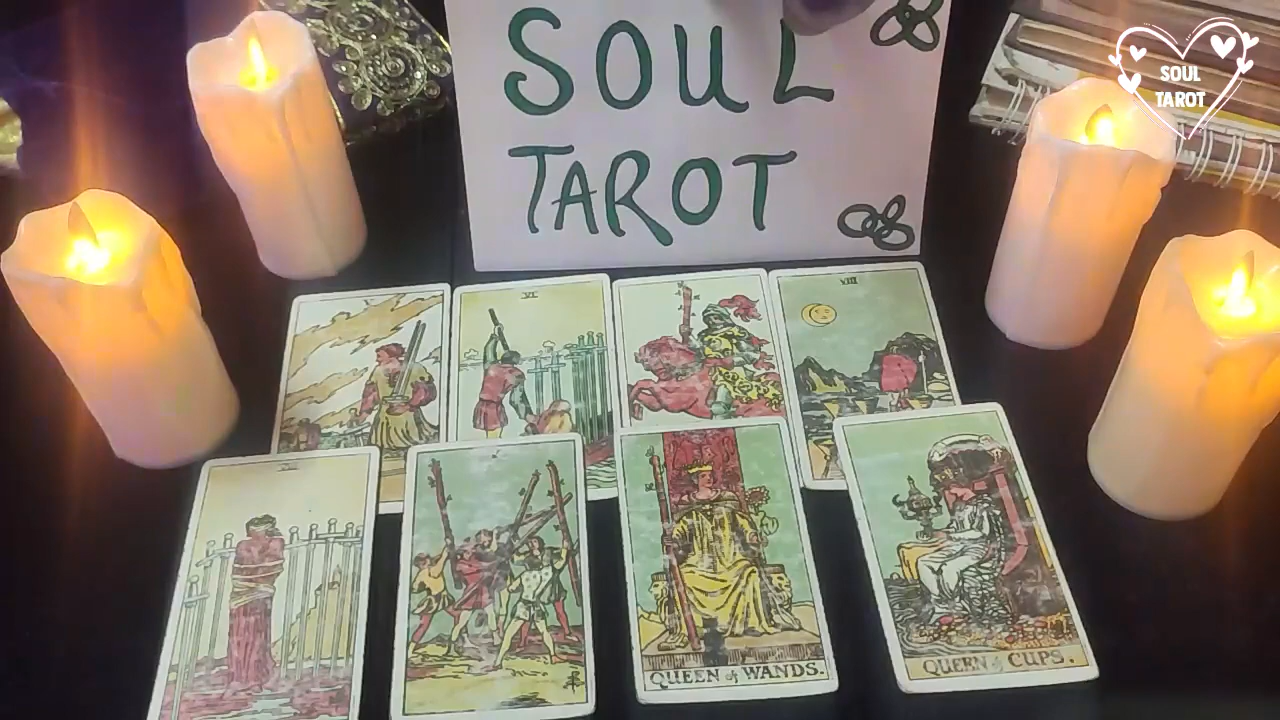 SOUL
TAROT
SOUL
TAROT
VI
VIII
QUEEN of WANDS.
QUEEN of CUPS.